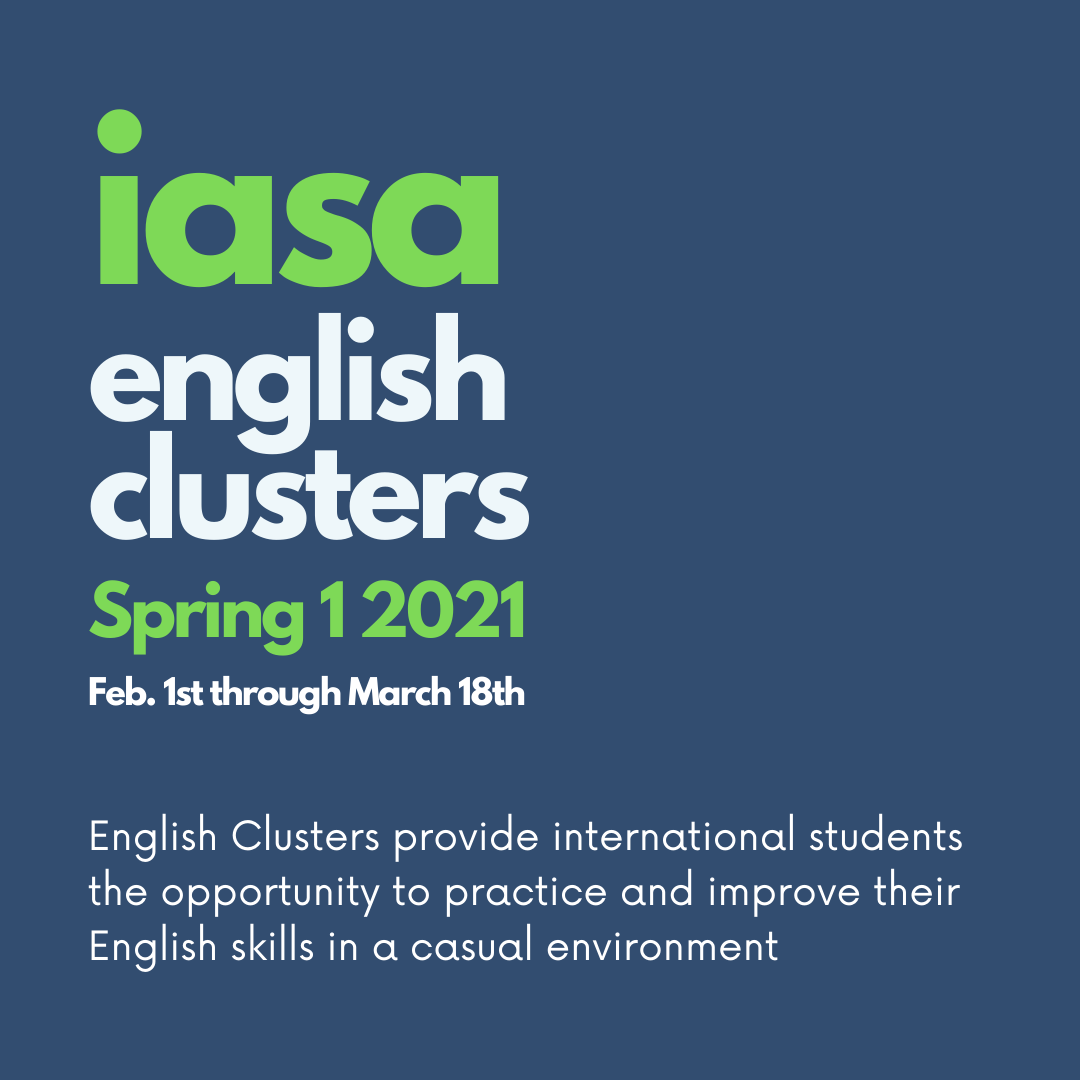 iasa
english
clusters
Spring 1 2021
Feb. 1st through March 18th
English Clusters provide international students
the opportunity to practice and improve their
English skills in a casual environment